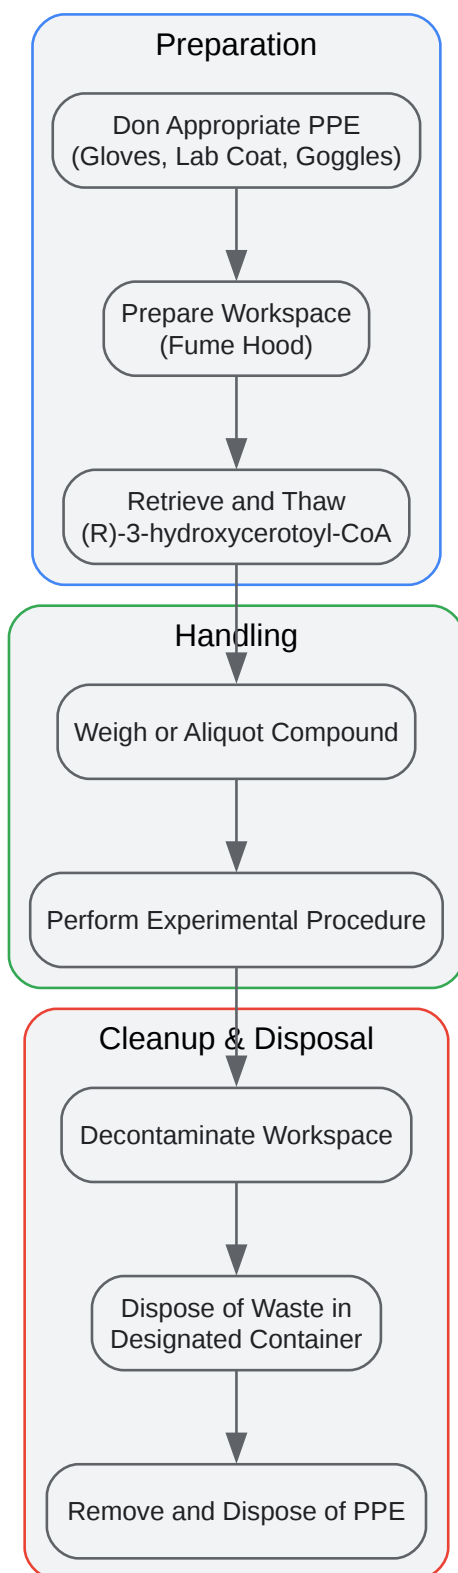 Preparation
Don Appropriate PPE
(Gloves, Lab Coat, Goggles)
Prepare Workspace
(Fume Hood)
Retrieve and Thaw
(R)-3-hydroxycerotoyl-CoA
Handling
Weigh or Aliquot Compound
Perform Experimental Procedure
Cleanup & Disposal
Decontaminate Workspace
Dispose of Waste in
Designated Container
Remove and Dispose of PPE